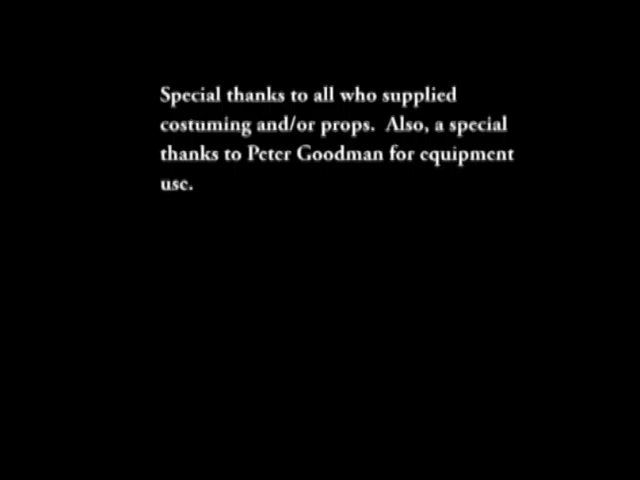 Special thanks to all who supplied
costuming and/or props.  Also, a special
thanks to Peter Goodman for equipment
use.